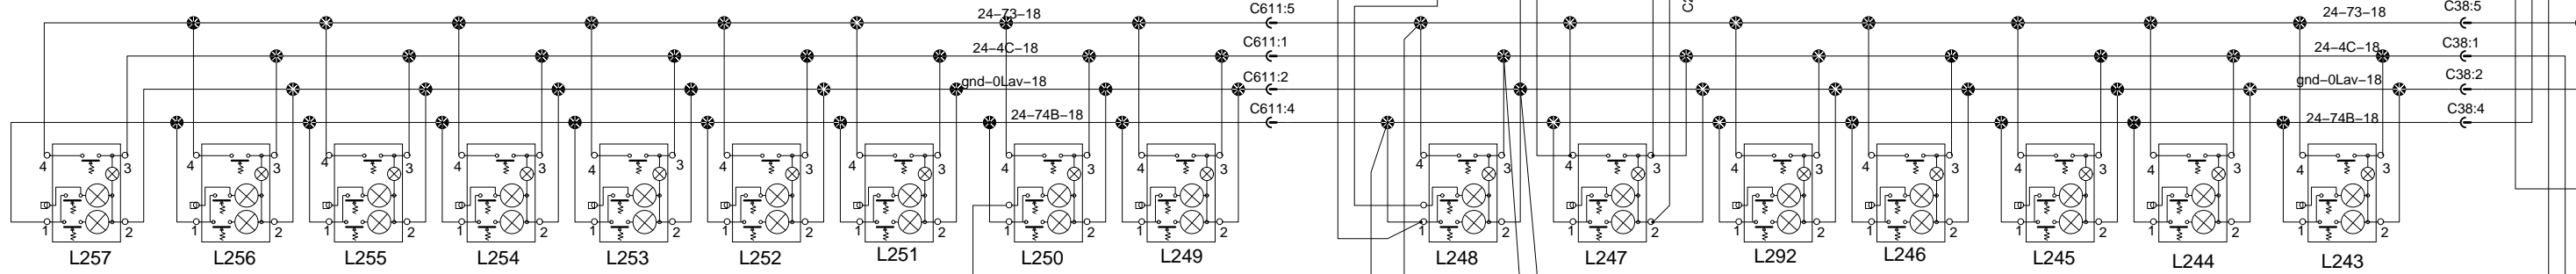 C611:5 C38:5
24-73-18 24-73-18
C611:1 C38:1
24-4C-18 24-4C-18
C611:2 C38:2
gnd-0Lav-18 gnd-0Lav-18
C611:4 C38:4
24-74B-18 24-74B-18
4 3 4 3 4 3 4 3 4 3 4 3 4 3 4 3 4 3 4 3 4 3 4 3 4 3 4 3 4 3 4 3
1 2 1 2 1 2 1 2 1 2 1 2 1 2 1 2 1 2 1 2 1 2 1 2 1 2 1 2 1 2 1 2
L257 L256 L255 L254 L253 L252 L251 L250 L249 L248 L247 L292 L246 L245 L244 L243